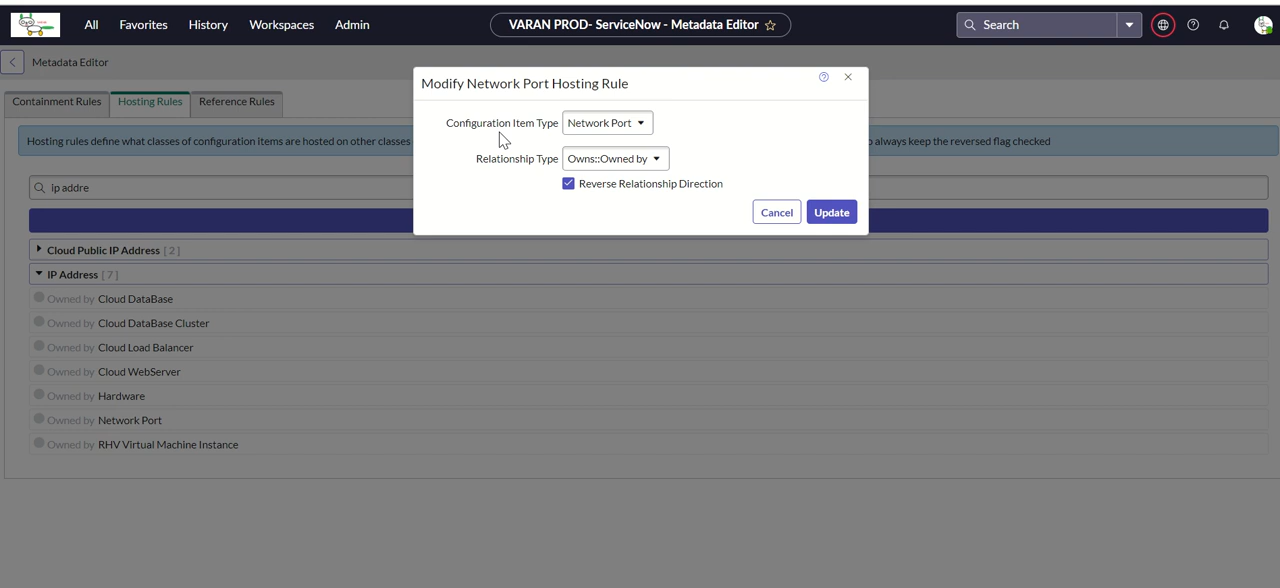 All Favorites History Workspaces Admin
VARAN PROD- ServiceNow - Metadata Editor
Search
Metadata Editor
Containment Rules Hosting Rules Reference Rules
Hosting rules define what classes of configuration items are hosted on other classes
o always keep the reversed flag checked
Modify Network Port Hosting Rule
Configuration Item Type Network Port
Relationship Type Owns::Owned by
Reverse Relationship Direction
Cancel Update
ip addre
Cloud Public IP Address [ 2 ]
IP Address [ 7 ]
Owned by Cloud DataBase
Owned by Cloud DataBase Cluster
Owned by Cloud Load Balancer
Owned by Cloud WebServer
Owned by Hardware
Owned by Network Port
Owned by RHV Virtual Machine Instance